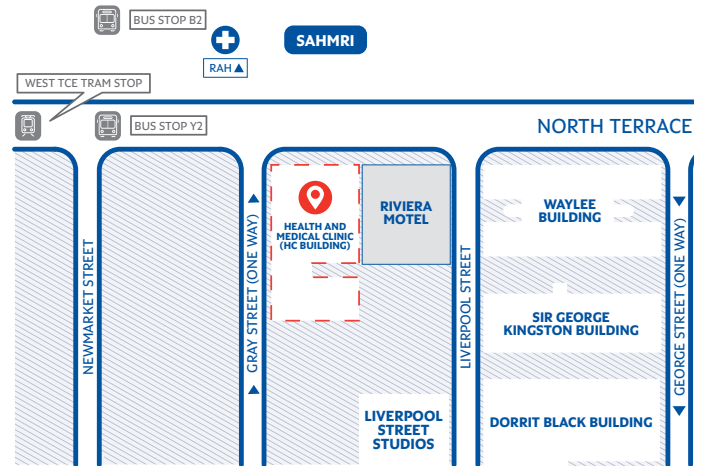 BUS STOP B2
SAHMRI
RAH
WEST TCE TRAM STOP
BUS STOP Y2
NORTH TERRACE
HEALTH AND
MEDICAL CLINIC
(HC BUILDING)
RIVIERA
MOTEL
WAYLEE
BUILDING
NEWMARKET STREET
GRAY STREET (ONE WAY)
LIVERPOOL STREET
GEORGE STREET (ONE WAY)
SIR GEORGE
KINGSTON BUILDING
LIVERPOOL
STREET
STUDIOS
DORRIT BLACK BUILDING